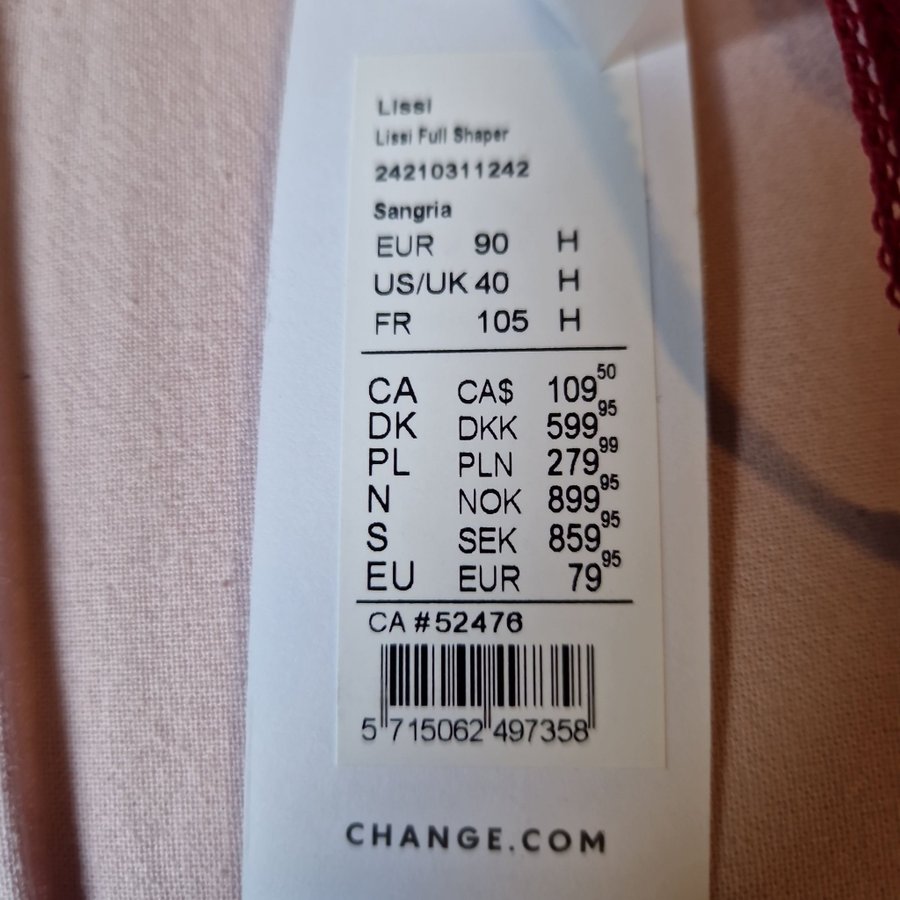 Lissi
Lissi Full Shaper
24210311242
Sangria
EUR 90 H
US/UK 40 H
FR 105 H
CA CA$ 109.50
DK DKK 599.95
PL PLN 279.99
N NOK 899.95
S SEK 859.95
EU EUR 79.95
CA #52476
5 715062 497358
CHANGE.COM